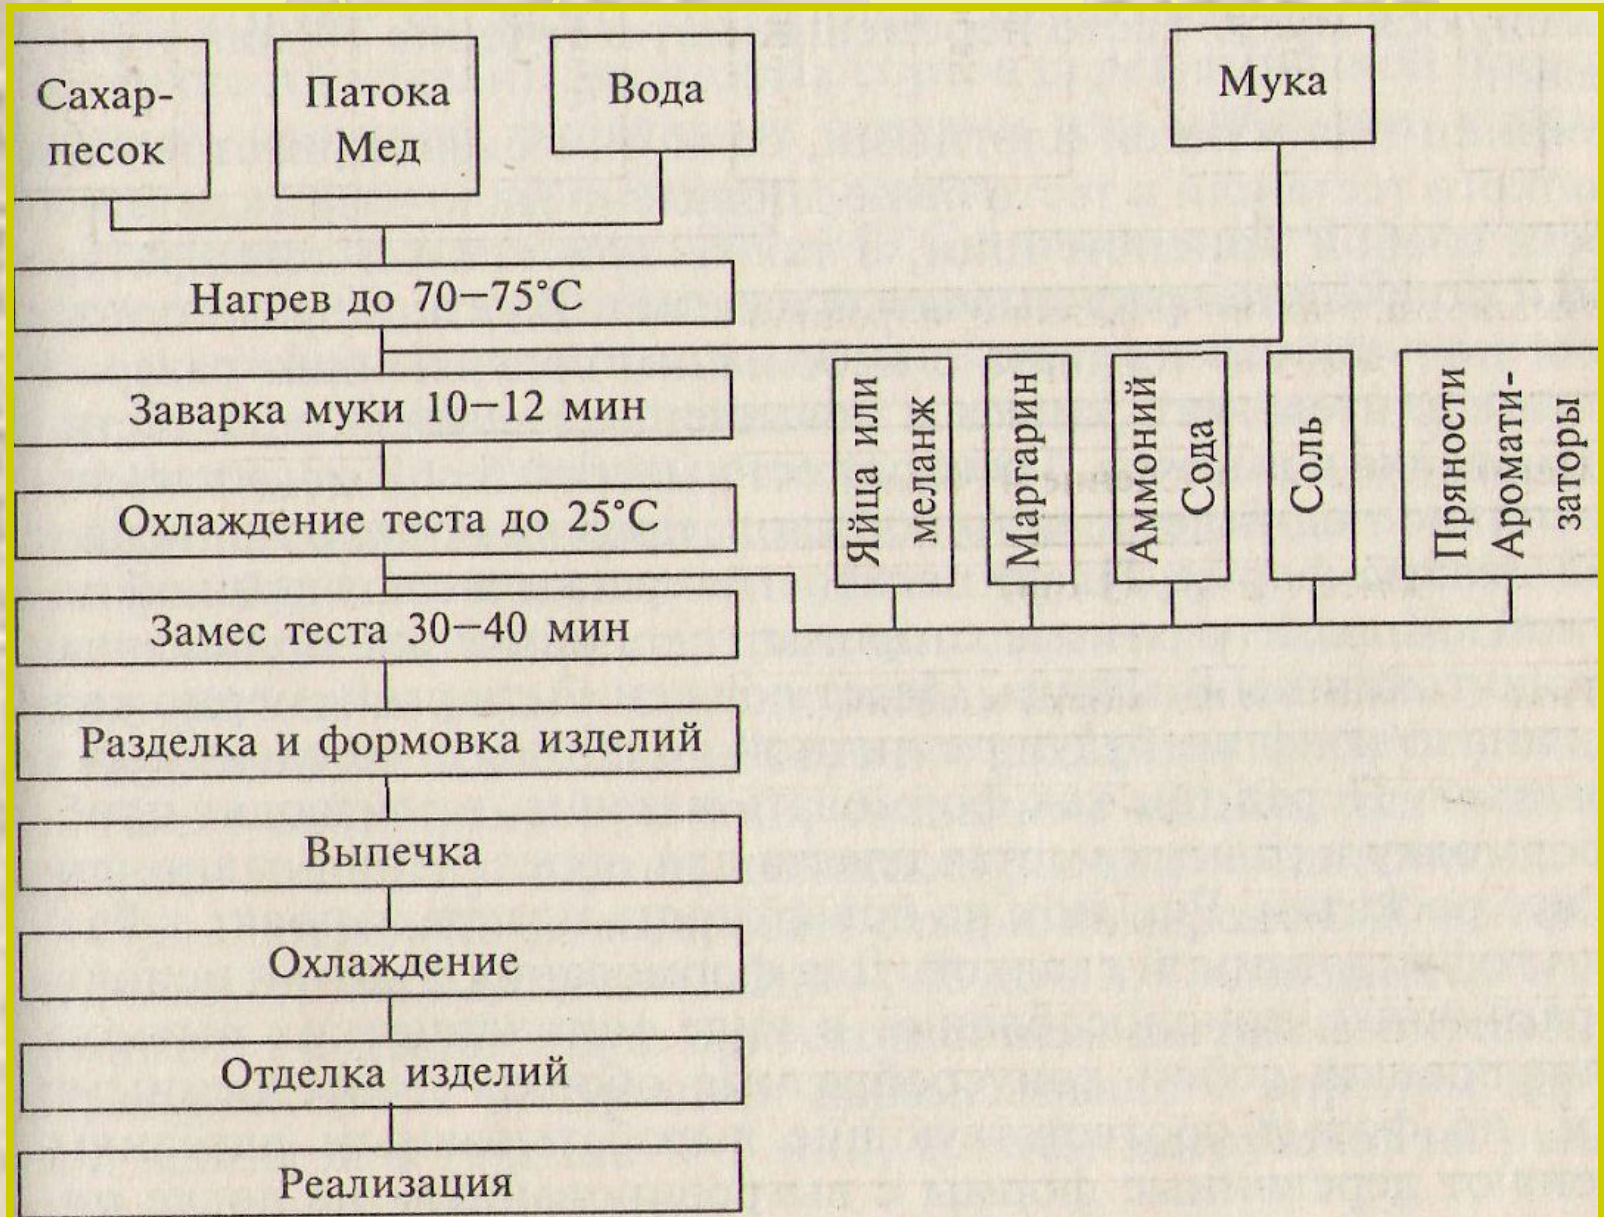 Сахар-
песок
Патока
Мед
Вода
Мука
Нагрев до 70—75°С
Заварка муки 10—12 мин
Охлаждение теста до 25°С
Яйца или
меланж
Маргарин
Аммоний
Сода
Соль
Пряности
Аромати-
заторы
Замес теста 30—40 мин
Разделка и формовка изделий
Выпечка
Охлаждение
Отделка изделий
Реализация